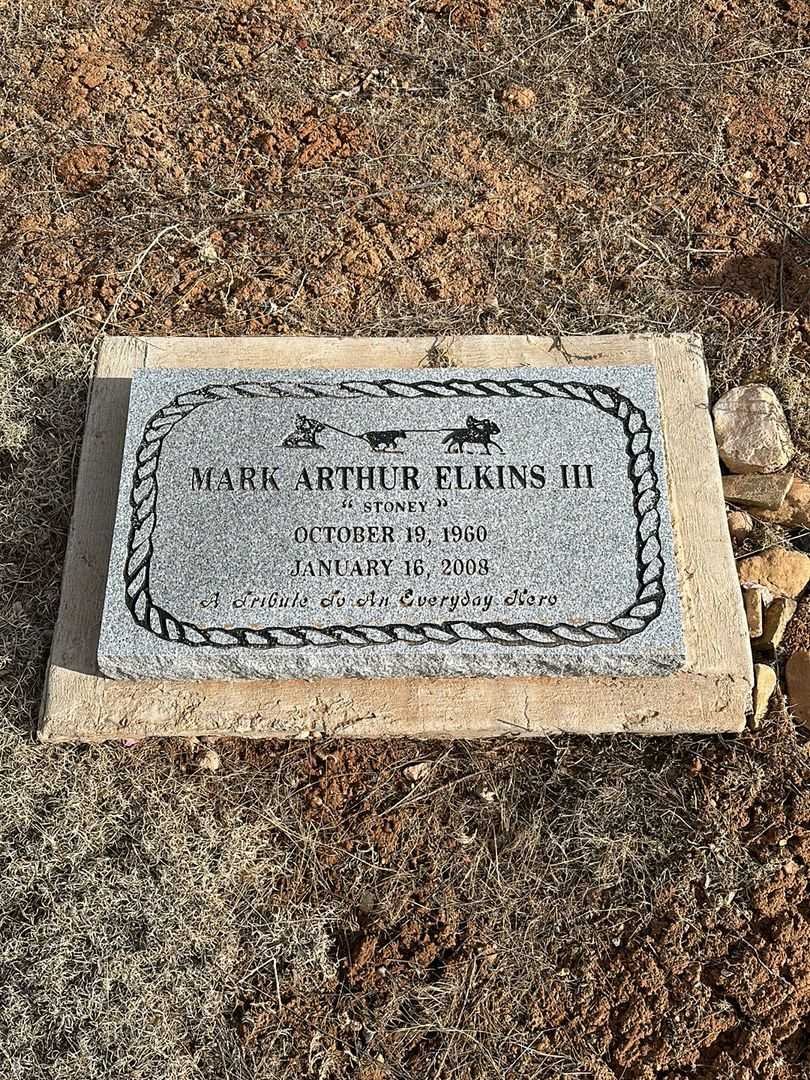 MARK ARTHUR ELKINS III
"STONEY"
OCTOBER 19, 1960
JANUARY 16, 2008
A Tribute To An Everyday Hero